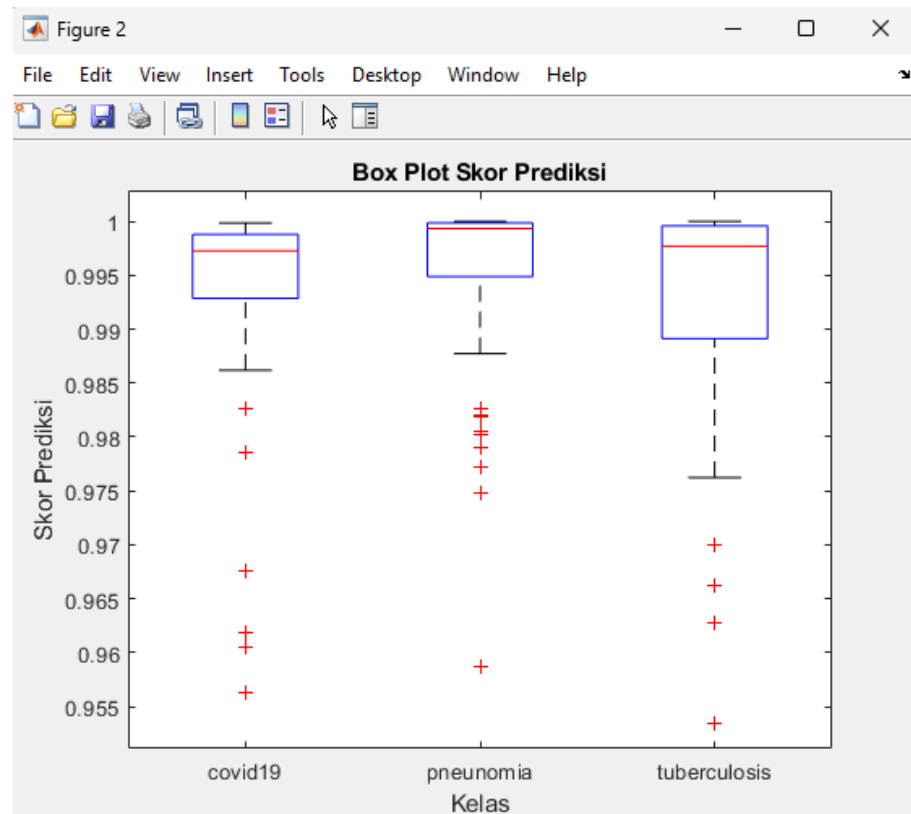 Figure 2
File Edit View Insert Tools Desktop Window Help
Box Plot Skor Prediksi
1
0.995
0.99
0.985
0.98
0.975
0.97
0.965
0.96
0.955
Skor Prediksi
covid19 pneunomia tuberculosis
Kelas